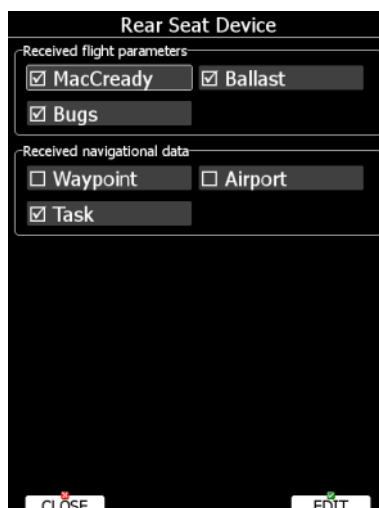 Rear Seat Device
Received flight parameters
MacCready Ballast
Bugs
Received navigational data
Waypoint Airport
Task
CLOSE EDIT